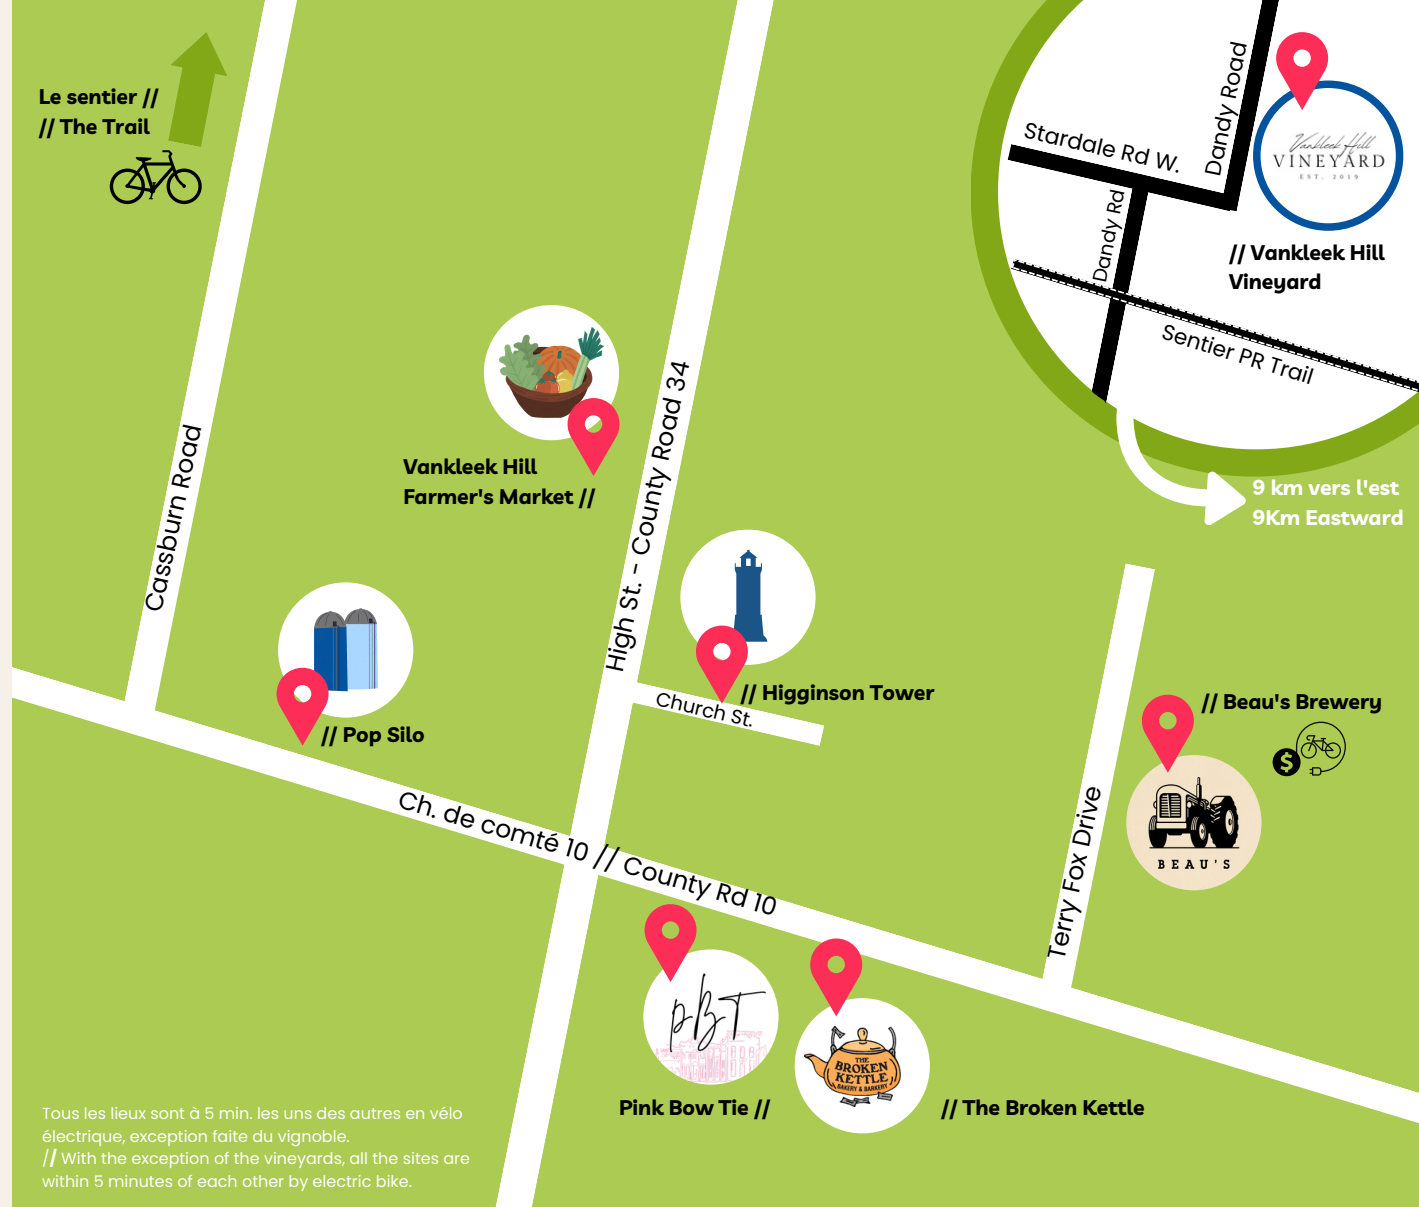 Le sentier //
// The Trail
Stardale Rd W.
Dandy Road
Vankleek Hill
VINEYARD
EST. 2019
Dandy Rd
// Vankleek Hill
Vineyard
Sentier PR Trail
9 km vers l'est
9Km Eastward
Cassburn Road
Vankleek Hill
Farmer's Market //
High St. - County Road 34
// Higginson Tower
Church St.
// Pop Silo
// Beau's Brewery
$
BEAU'S
Terry Fox Drive
Ch. de comté 10 // County Rd 10
PBT
Pink Bow Tie //
THE
BROKEN
KETTLE
BAKERY & BARKERY
// The Broken Kettle
Tous les lieux sont à 5 min. les uns des autres en vélo
électrique, exception faite du vignoble.
// With the exception of the vineyards, all the sites are
within 5 minutes of each other by electric bike.